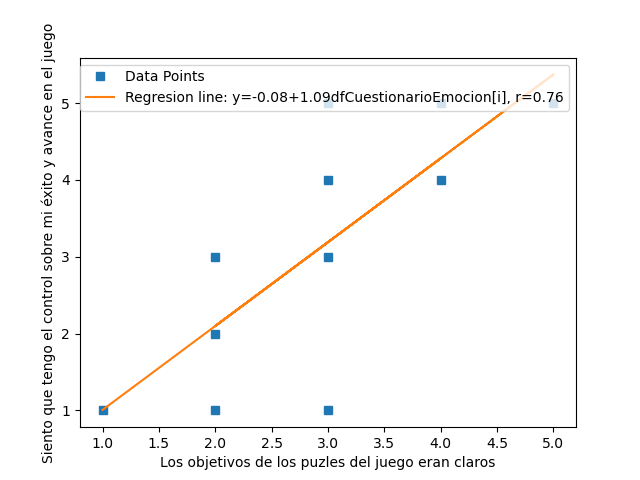 Data Points
Regresion line: y=-0.08+1.09dfCuestionarioEmocion[i], r=0.76
Siento que tengo el control sobre mi éxito y avance en el juego
5
4
3
2
1
1.0 1.5 2.0 2.5 3.0 3.5 4.0 4.5 5.0
Los objetivos de los puzles del juego eran claros